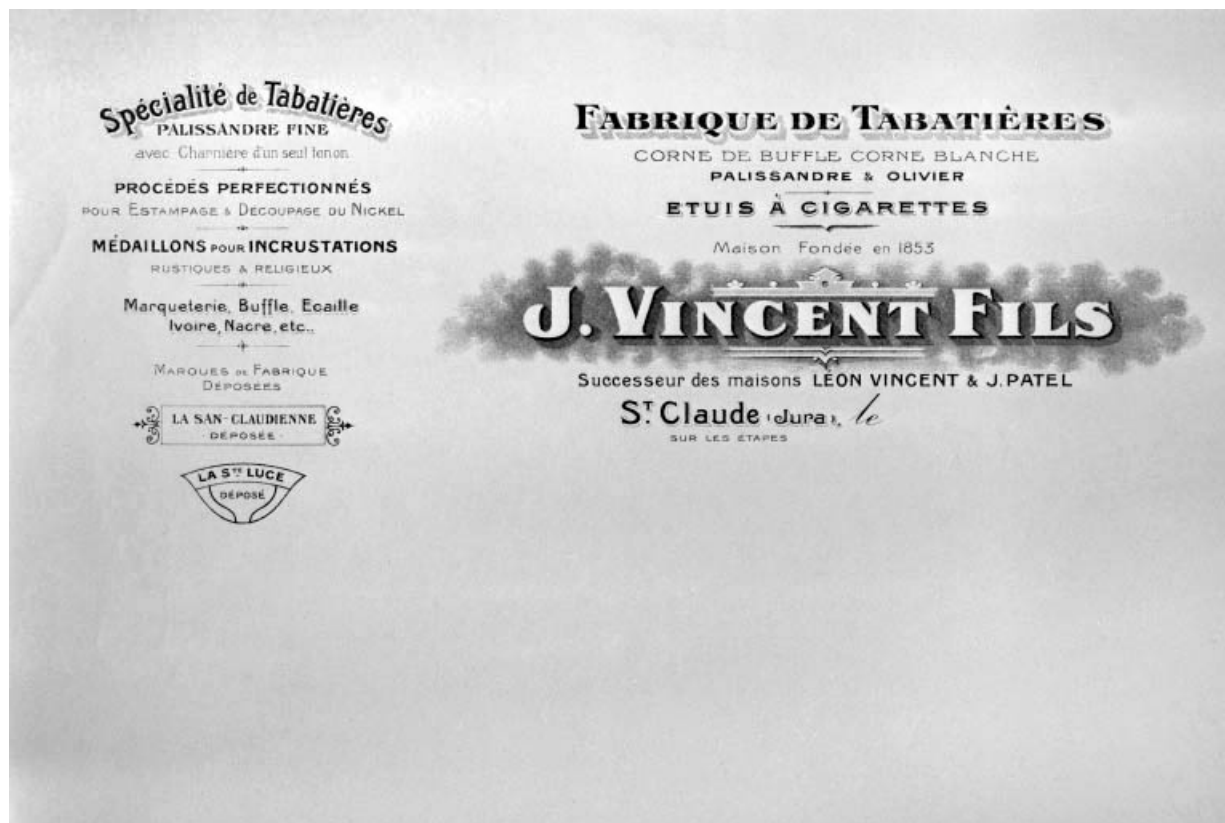 Spécialité de Tabatières
PALISSANDRE FINE
avec Charnière d'un seul tenon
PROCÉDÉS PERFECTIONNÉS
POUR ESTAMPAGE & DÉCOUPAGE DU NICKEL
MÉDAILLONS POUR INCRUSTATIONS
RUSTIQUES & RELIGIEUX
Marqueterie, Buffle, Ecaille
Ivoire, Nacre, etc..
MARQUES DE FABRIQUE
DÉPOSÉES
LA SAN-CLAUDIENNE
- DÉPOSÉE -
LA STE LUCE
DÉPOSÉ
FABRIQUE DE TABATIÈRES
CORNE DE BUFFLE CORNE BLANCHE
PALISSANDRE & OLIVIER
ETUIS À CIGARETTES
Maison Fondée en 1853
J. VINCENT FILS
Successeur des maisons LÉON VINCENT & J. PATEL
ST Claude (Jura), le
SUR LES ÉTAPES